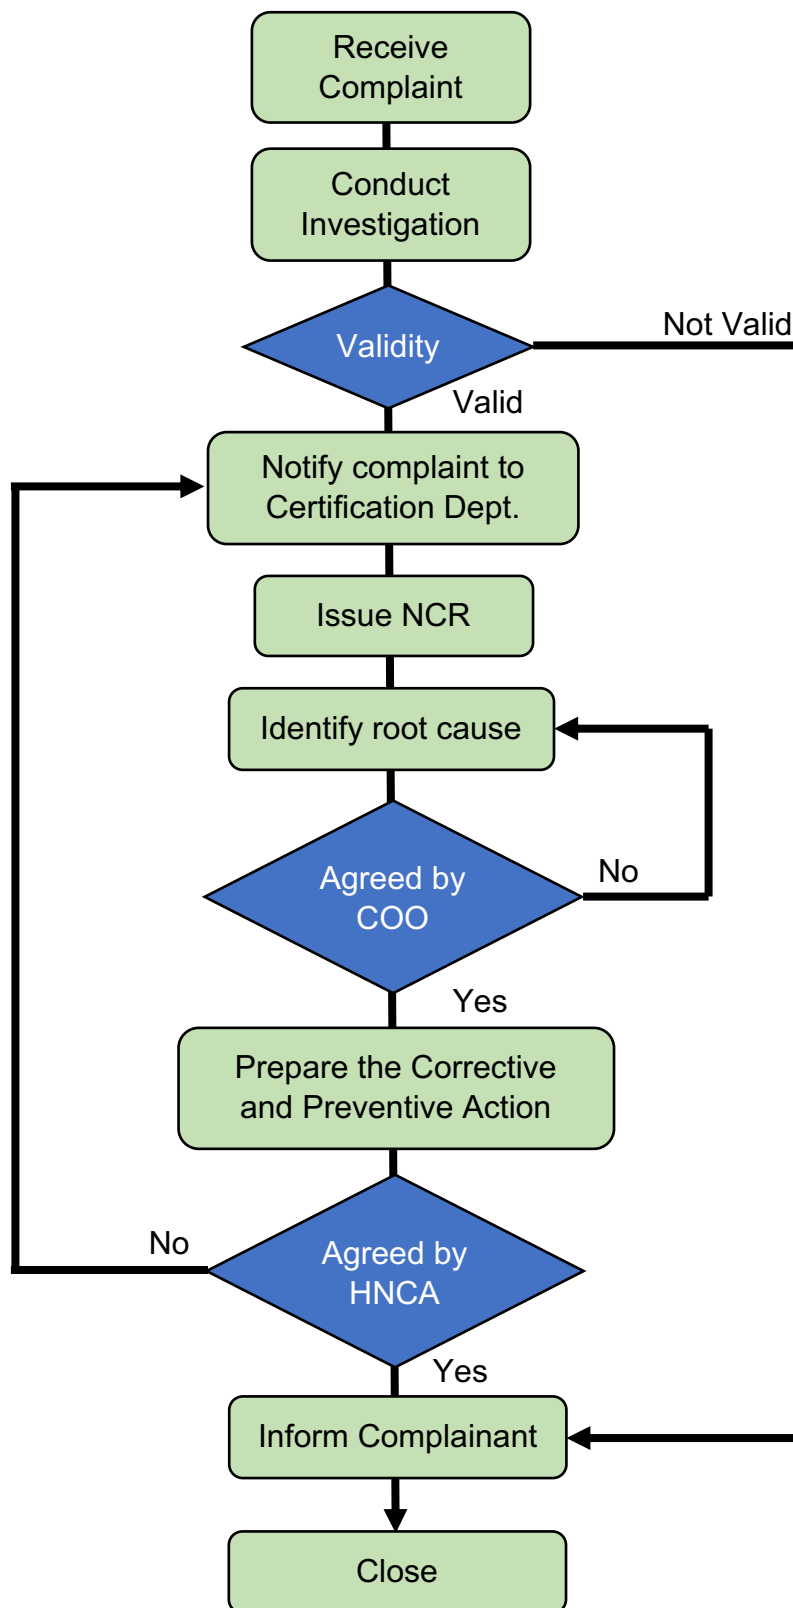 Receive
Complaint
Conduct
Investigation
Validity
Not Valid
Valid
Notify complaint to
Certification Dept.
Issue NCR
Identify root cause
Agreed by
COO
No
Yes
Prepare the Corrective
and Preventive Action
Agreed by
HNCA
No
Yes
Inform Complainant
Close